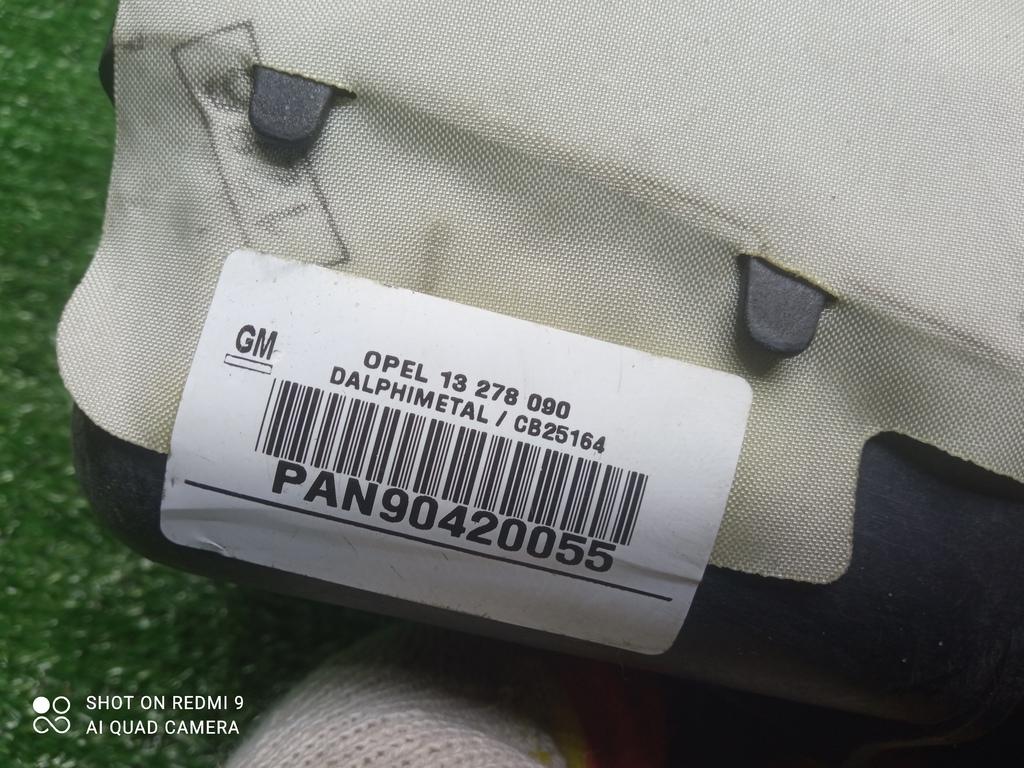 GM
OPEL 13 278 090
DALPHIMETAL / CB25164
PAN90420055
SHOT ON REDMI 9
AI QUAD CAMERA